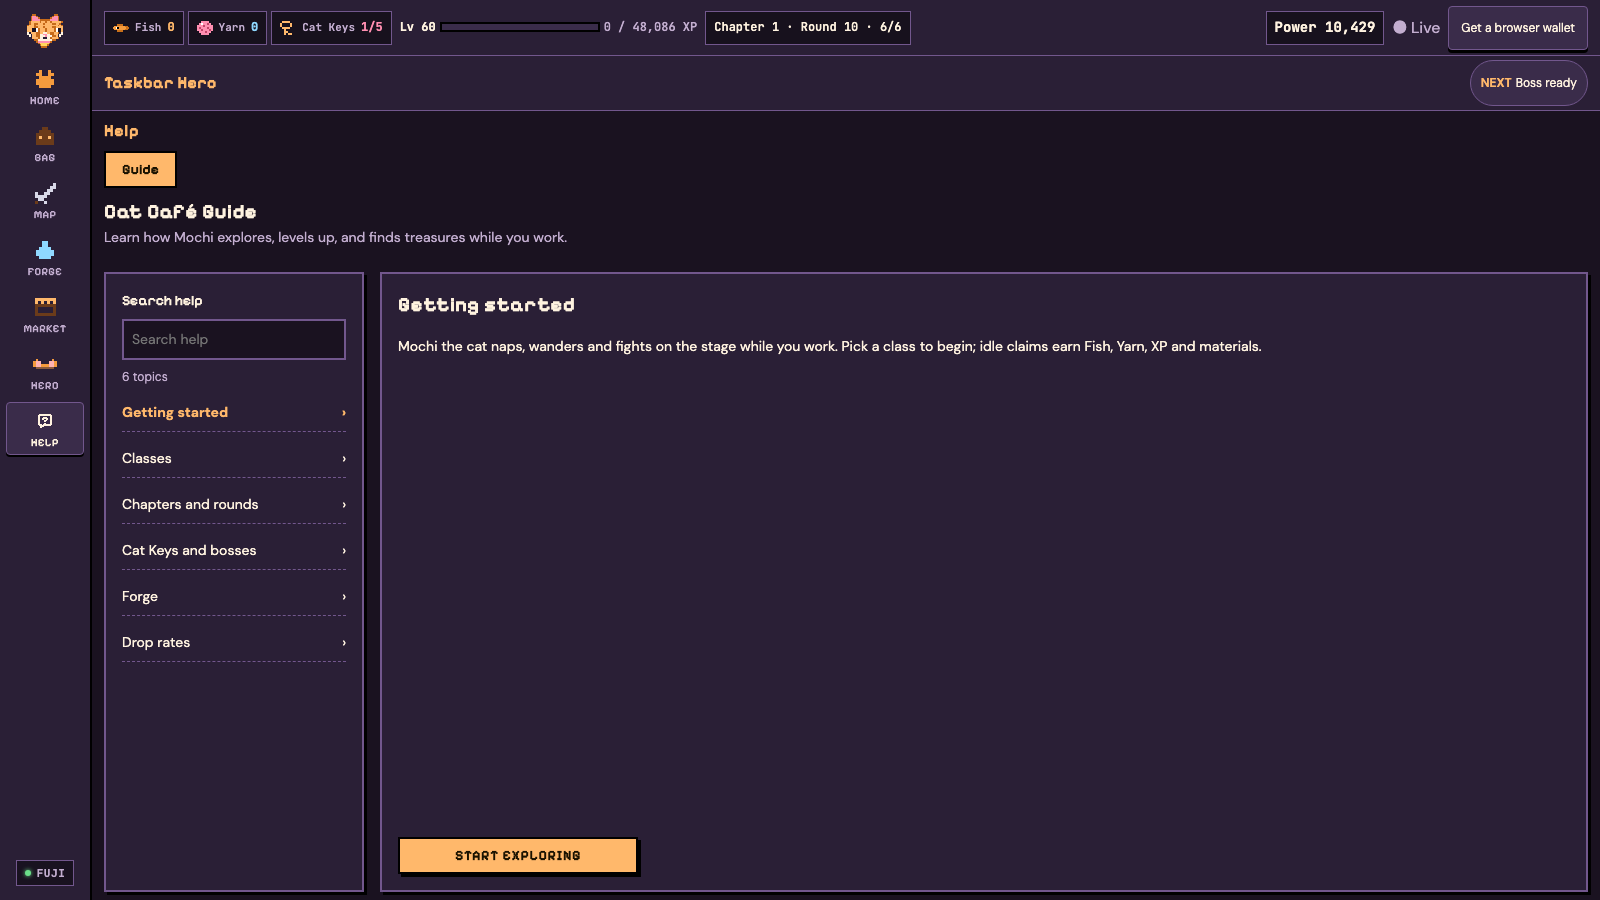 Fish 0
Yarn 0
Cat Keys 1/5
Lv 60
0 / 48,086 XP
Chapter 1 · Round 10 · 6/6
Power 10,429
Live
Get a browser wallet
Taskbar Hero
NEXT Boss ready
HOME
BAG
MAP
FORGE
MARKET
HERO
HELP
FUJI
Help
Guide
Cat Café Guide
Learn how Mochi explores, levels up, and finds treasures while you work.
Search help
Search help
6 topics
Getting started ›
Classes ›
Chapters and rounds ›
Cat Keys and bosses ›
Forge ›
Drop rates ›
Getting started
Mochi the cat naps, wanders and fights on the stage while you work. Pick a class to begin; idle claims earn Fish, Yarn, XP and materials.
START EXPLORING